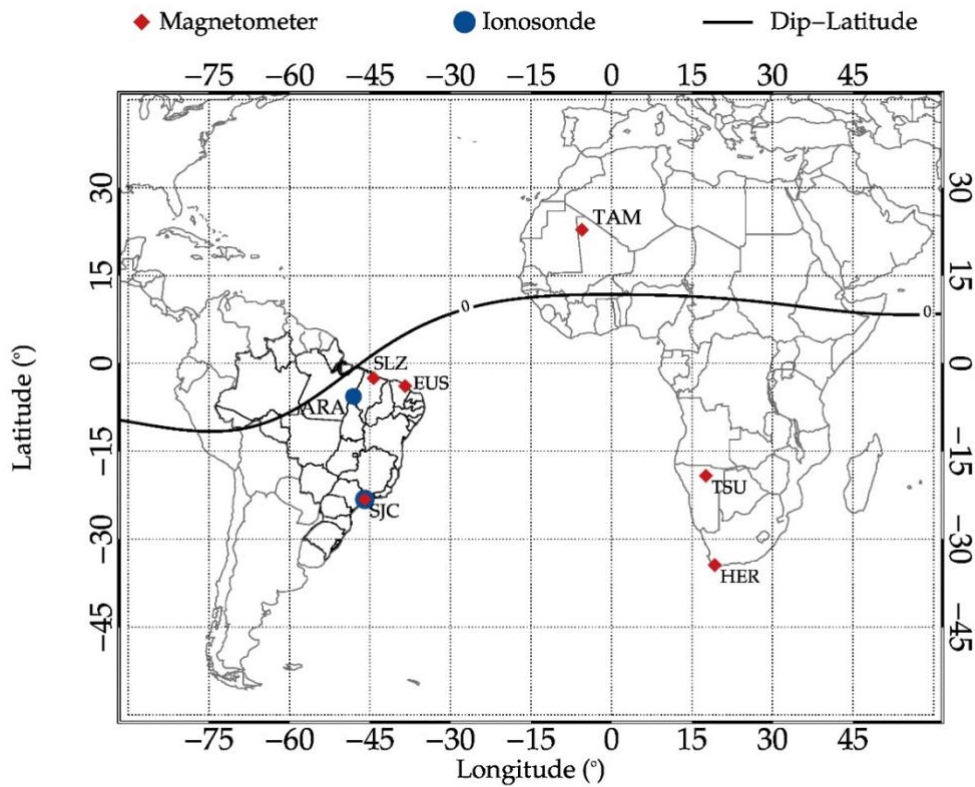 Magnetometer Ionosonde Dip−Latitude
−75 −60 −45 −30 −15 0 15 30 45
30 30
TAM
15 15
0 0
0 SLZ 0
EUS
ARA
−15 −15
TSU
SJC
−30 −30
HER
−45 −45
−75 −60 −45 −30 −15 0 15 30 45
Latitude (°)
Longitude (°)